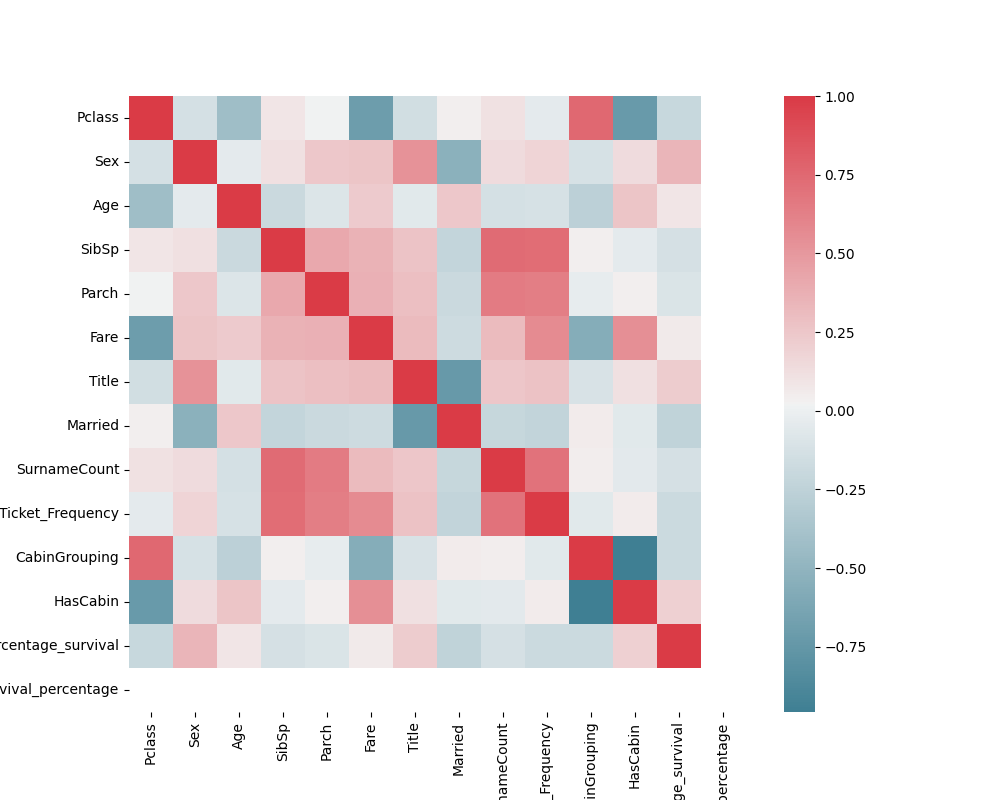 Pclass
Sex
Age
SibSp
Parch
Fare
Title
Married
SurnameCount
Ticket_Frequency
CabinGrouping
HasCabin
rcentage_survival
vival_percentage
Pclass
Sex
Age
SibSp
Parch
Fare
Title
Married
nameCount
_Frequency
inGrouping
HasCabin
ge_survival
percentage
1.00
0.75
0.50
0.25
0.00
−0.25
−0.50
−0.75